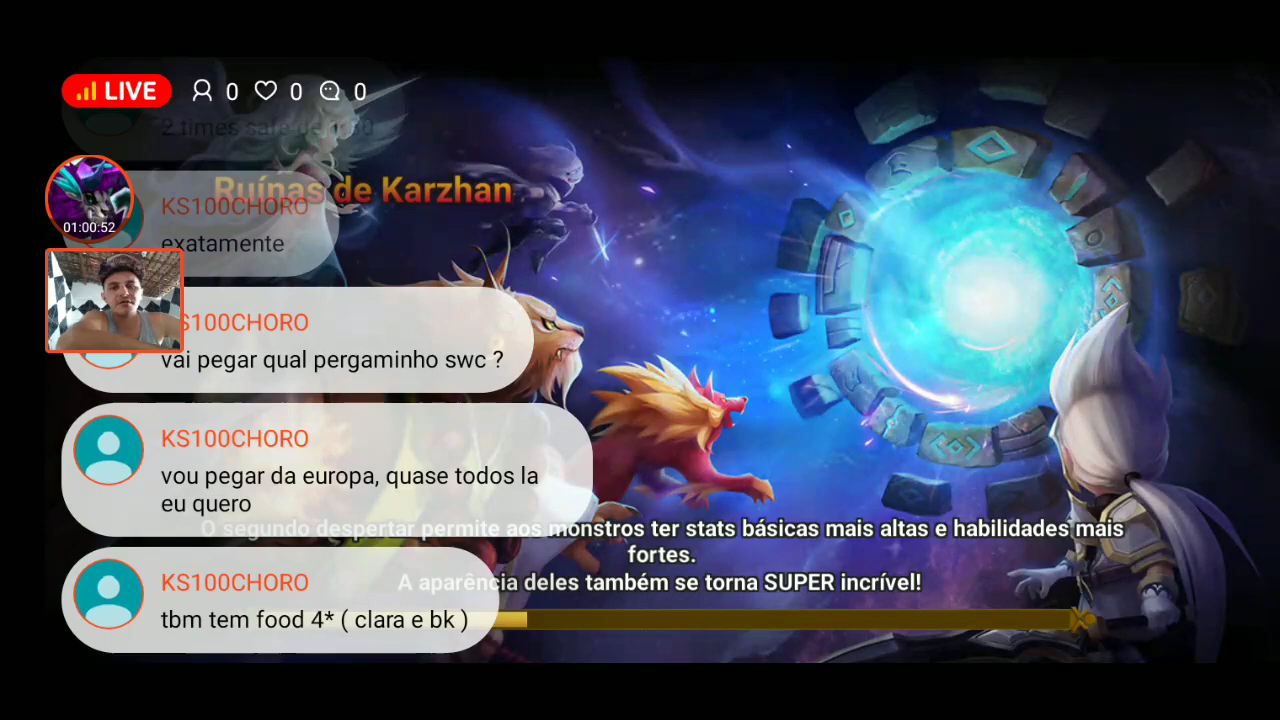 LIVE 0 0 0
2 times
Ruínas de Karzhan
KS100CHORO
exatamente
01:00:52
S100CHORO
vai pegar qual pergaminho swc ?
KS100CHORO
vou pegar da europa, quase todos la
eu quero
O segundo despertar permite aos monstros ter stats básicas mais altas e habilidades mais
fortes.
A aparência deles também se torna SUPER incrível!
KS100CHORO
tbm tem food 4* ( clara e bk )